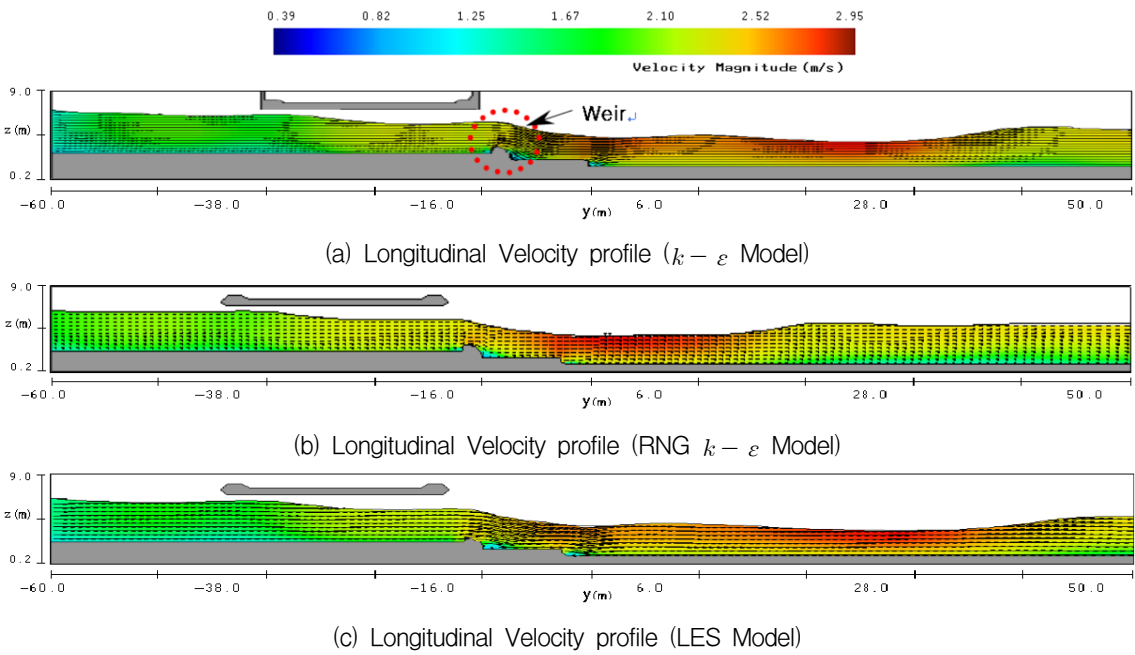 0.39 0.82 1.25 1.67 2.10 2.52 2.95
Velocity Magnitude(m/s)
9.0
z(m)
0.2
Weir↵
-60.0 -38.0 -16.0 y(m) 6.0 28.0 50.0
(a) Longitudinal Velocity profile (k - ε Model)
9.0
z(m)
0.2
-60.0 -38.0 -16.0 y(m) 6.0 28.0 50.0
(b) Longitudinal Velocity profile (RNG k - ε Model)
9.0
z(m)
0.2
-60.0 -38.0 -16.0 y(m) 6.0 28.0 50.0
(c) Longitudinal Velocity profile (LES Model)